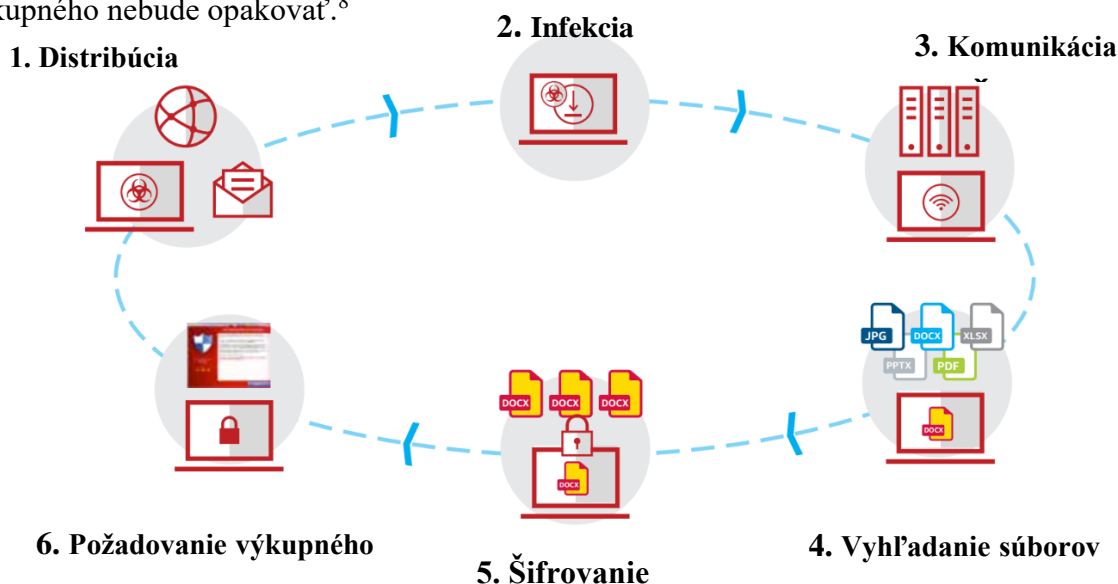 kupného nebude opakovať.⁸
1. Distribúcia
2. Infekcia
3. Komunikácia
JPG
DOCX
XLSX
PPTX
PDF
DOCX
DOCX
DOCX
DOCX
DOCX
6. Požadovanie výkupného
5. Šifrovanie
4. Vyhľadanie súborov